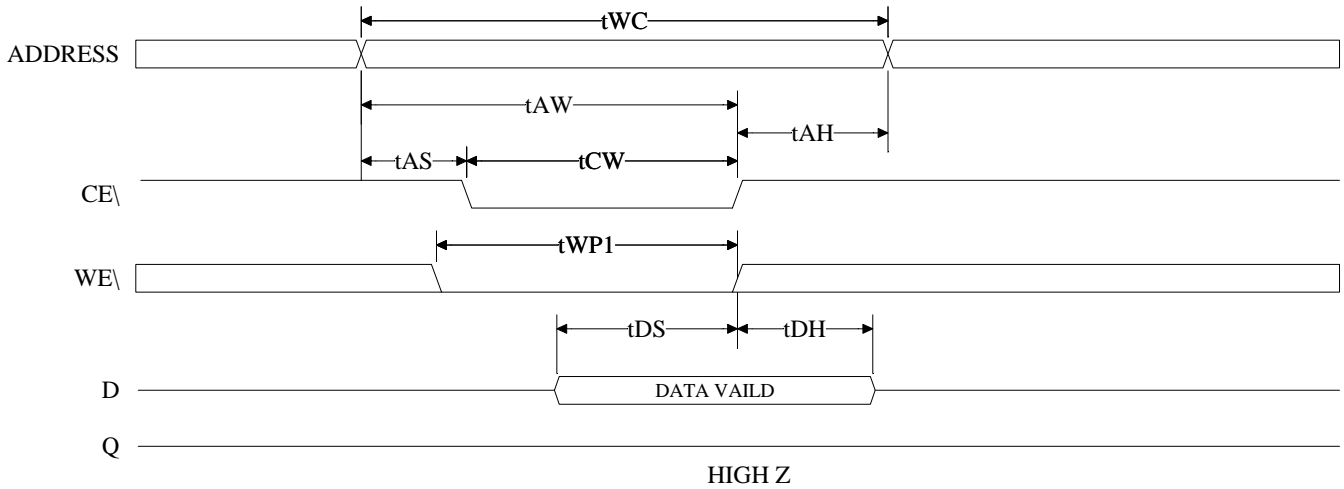 tWC
ADDRESS
tAW
tAH
tAS
tCW
CE\
tWP1
WE\
tDS
tDH
D
DATA VAILD
Q
HIGH Z